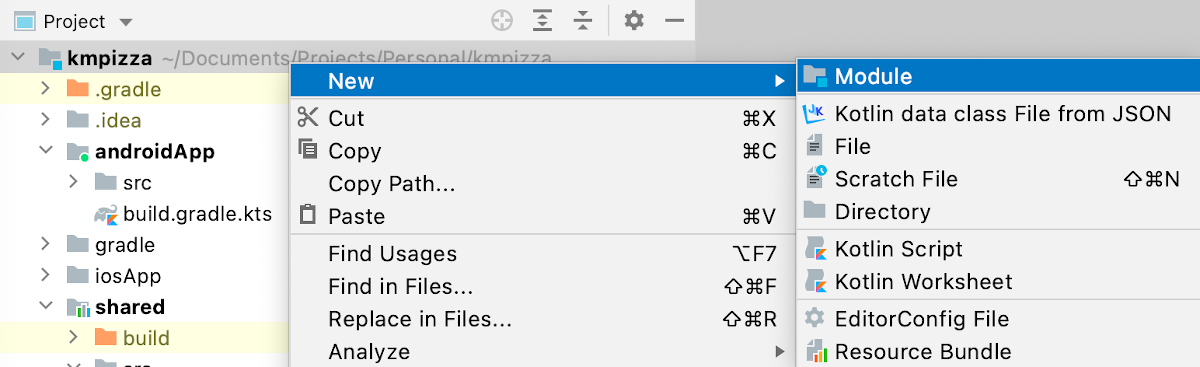 Project
kmpizza ~/Documents/Projects/Personal/kmpizza
.gradle
.idea
androidApp
src
build.gradle.kts
gradle
iosApp
shared
build
src
New
Cut ⌘X
Copy ⌘C
Copy Path...
Paste ⌘V
Find Usages ⌥F7
Find in Files... ⇧⌘F
Replace in Files... ⇧⌘R
Analyze
Module
Kotlin data class File from JSON
File
Scratch File ⇧⌘N
Directory
Kotlin Script
Kotlin Worksheet
EditorConfig File
Resource Bundle